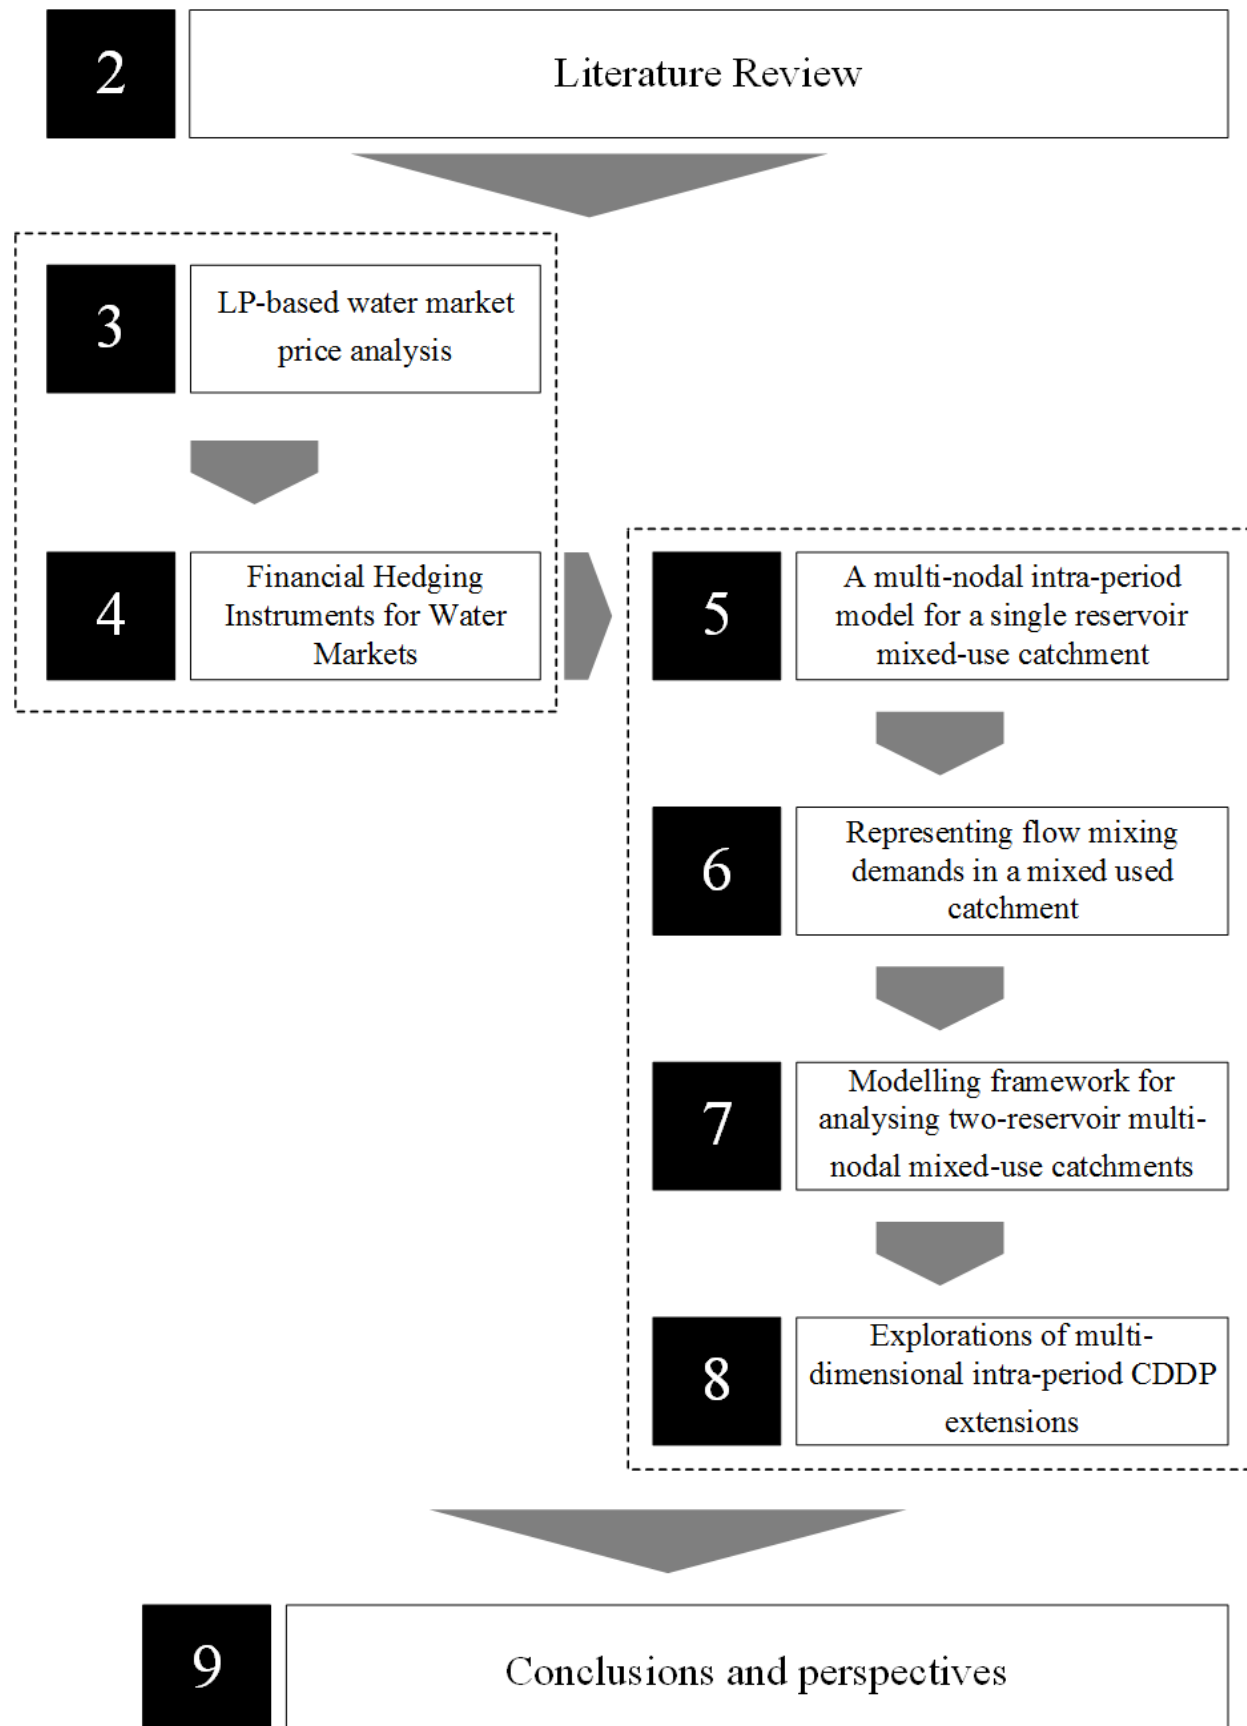 2
Literature Review
3
LP-based water market
price analysis
4
Financial Hedging
Instruments for Water
Markets
5
A multi-nodal intra-period
model for a single reservoir
mixed-use catchment
6
Representing flow mixing
demands in a mixed used
catchment
7
Modelling framework for
analysing two-reservoir multi-
nodal mixed-use catchments
8
Explorations of multi-
dimensional intra-period CDDP
extensions
9
Conclusions and perspectives